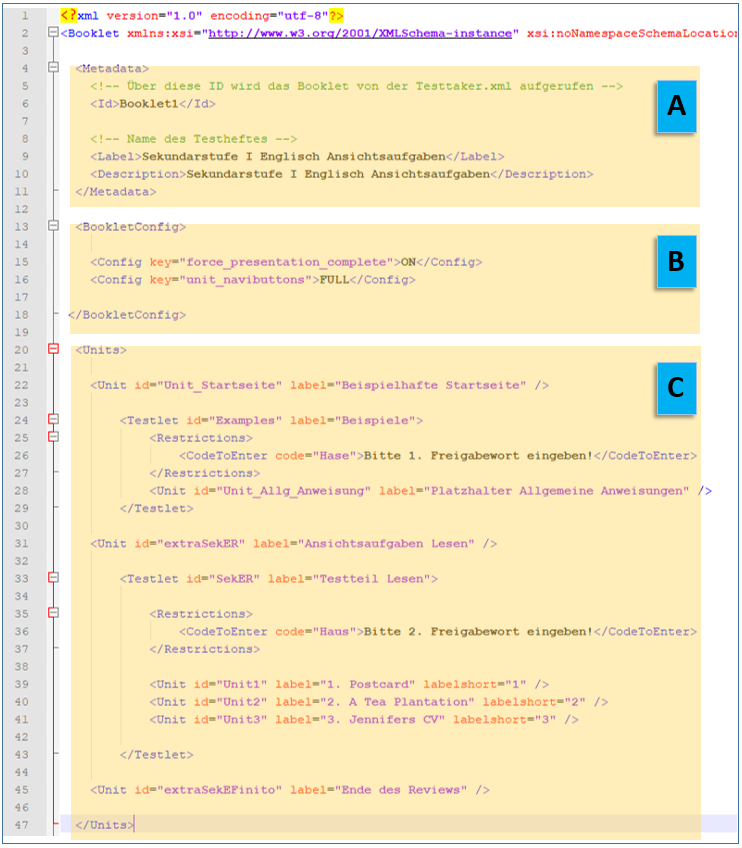 1 <?xml version="1.0" encoding="utf-8"?>
2 <Booklet xmlns:xsi="http://www.w3.org/2001/XMLSchema-instance" xsi:noNamespaceSchemaLocation
3
4 <Metadata>
5 <!-- Über diese ID wird das Booklet von der Testtaker.xml aufgerufen -->
A
6 <Id>Booklet1</Id>
7
8 <!-- Name des Testheftes -->
9 <Label>Sekundarstufe I Englisch Ansichtsaufgaben</Label>
10 <Description>Sekundarstufe I Englisch Ansichtsaufgaben</Description>
11 </Metadata>
12
13 <BookletConfig>
14
15 <Config key="force_presentation_complete">ON</Config>
B
16 <Config key="unit_navibuttons">FULL</Config>
17
18 </BookletConfig>
19
20 <Units>
21
22 <Unit id="Unit_Startseite" label="Beispielhafte Startseite" />
C
23
24 <Testlet id="Examples" label="Beispiele">
25 <Restrictions>
26 <CodeToEnter code="Hase">Bitte 1. Freigabewort eingeben!</CodeToEnter>
27 </Restrictions>
28 <Unit id="Unit_Allg_Anweisung" label="Platzhalter Allgemeine Anweisungen" />
29 </Testlet>
30
31 <Unit id="extraSekER" label="Ansichtsaufgaben Lesen" />
32
33 <Testlet id="SekER" label="Testteil Lesen">
34
35 <Restrictions>
36 <CodeToEnter code="Haus">Bitte 2. Freigabewort eingeben!</CodeToEnter>
37 </Restrictions>
38
39 <Unit id="Unit1" label="1. Postcard" labelshort="1" />
40 <Unit id="Unit2" label="2. A Tea Plantation" labelshort="2" />
41 <Unit id="Unit3" label="3. Jennifers CV" labelshort="3" />
42
43 </Testlet>
44
45 <Unit id="extraSekEFinito" label="Ende des Reviews" />
46
47 </Units>